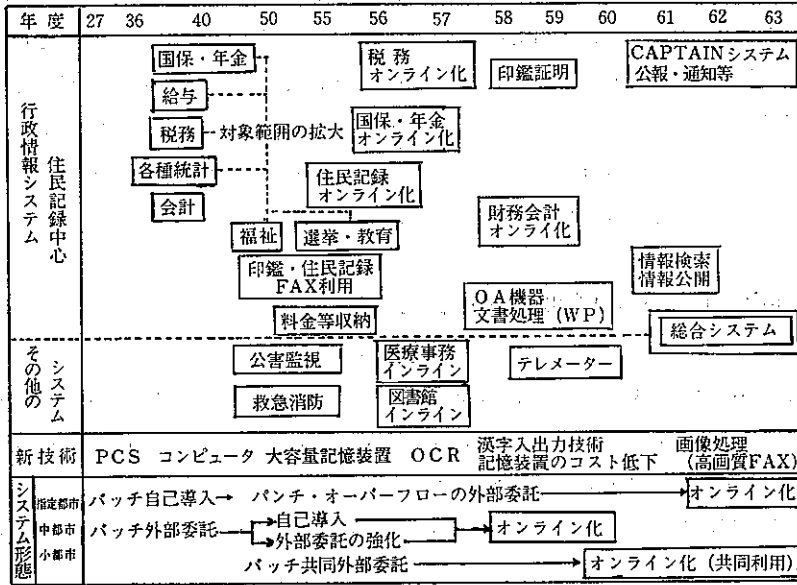 年度 27 36 40 50 55 56 57 58 59 60 61 62 63
行政情報システム
住民記録中心
国保・年金
給与
税務
対象範囲の拡大
各種統計
会計
福祉
選挙・教育
印鑑・住民記録
FAX利用
料金等収納
税務
オンライン化
国保・年金
オンライン化
住民記録
オンライン化
印鑑証明
財務会計
オンライ化
OA機器
文書処理(WP)
CAPTAINシステム
公報・通知等
情報検索
情報公開
総合システム
その他の
システム
公害監視
救急消防
医療事務
インライン
図書館
インライン
テレメーター
新技術 PCS コンピュータ 大容量記憶装置 OCR 漢字入出力技術
記憶装置のコスト低下
画像処理
(高画質FAX)
システム形態
指定都市 バッチ自己導入→ パンチ・オーバーフローの外部委託 オンライン化
中都市 バッチ外部委託 自己導入
外部委託の強化
オンライン化
小都市 バッチ共同外部委託 オンライン化(共同利用)